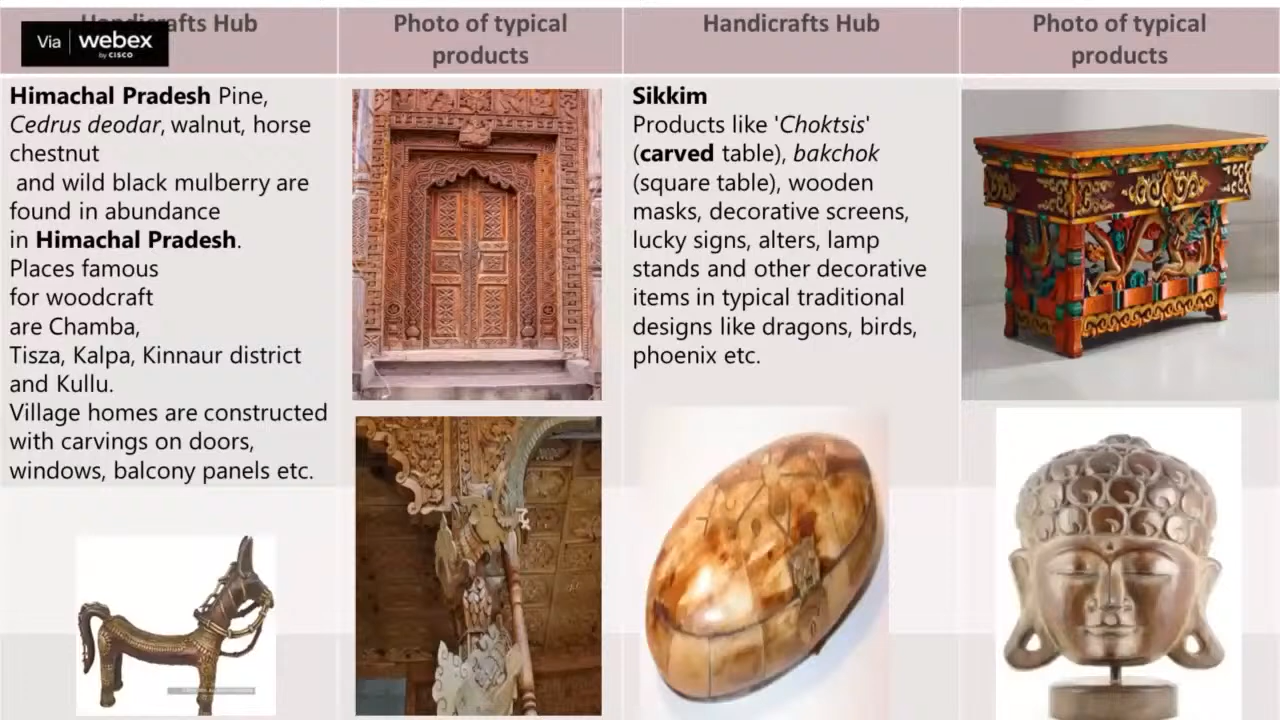 Handicrafts Hub
Via webex
by CISCO
Photo of typical
products
Handicrafts Hub
Photo of typical
products
Himachal Pradesh Pine,
Cedrus deodar, walnut, horse
chestnut
and wild black mulberry are
found in abundance
in Himachal Pradesh.
Places famous
for woodcraft
are Chamba,
Tisza, Kalpa, Kinnaur district
and Kullu.
Village homes are constructed
with carvings on doors,
windows, balcony panels etc.
Sikkim
Products like 'Choktsis'
(carved table), bakchok
(square table), wooden
masks, decorative screens,
lucky signs, alters, lamp
stands and other decorative
items in typical traditional
designs like dragons, birds,
phoenix etc.